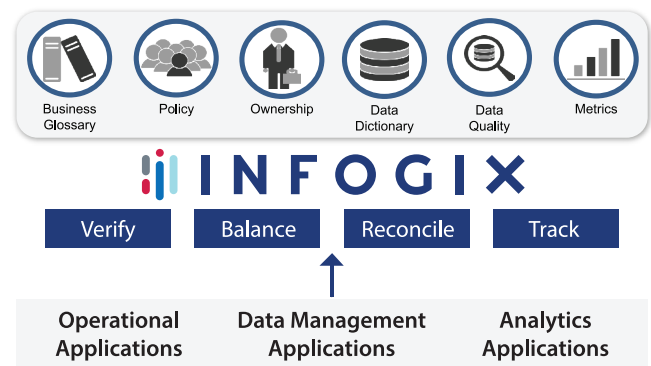 Business
Glossary
Policy
Ownership
Data
Dictionary
Data
Quality
Metrics
INFOGIX
Verify
Balance
Reconcile
Track
Operational
Applications
Data Management
Applications
Analytics
Applications